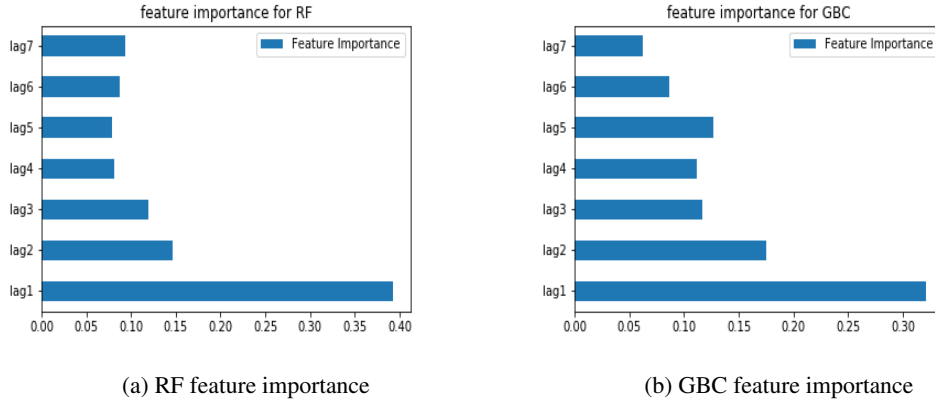 feature importance for RF
Feature Importance
lag7
lag6
lag5
lag4
lag3
lag2
lag1
0.00 0.05 0.10 0.15 0.20 0.25 0.30 0.35 0.40
(a) RF feature importance
feature importance for GBC
Feature Importance
lag7
lag6
lag5
lag4
lag3
lag2
lag1
0.00 0.05 0.10 0.15 0.20 0.25 0.30
(b) GBC feature importance